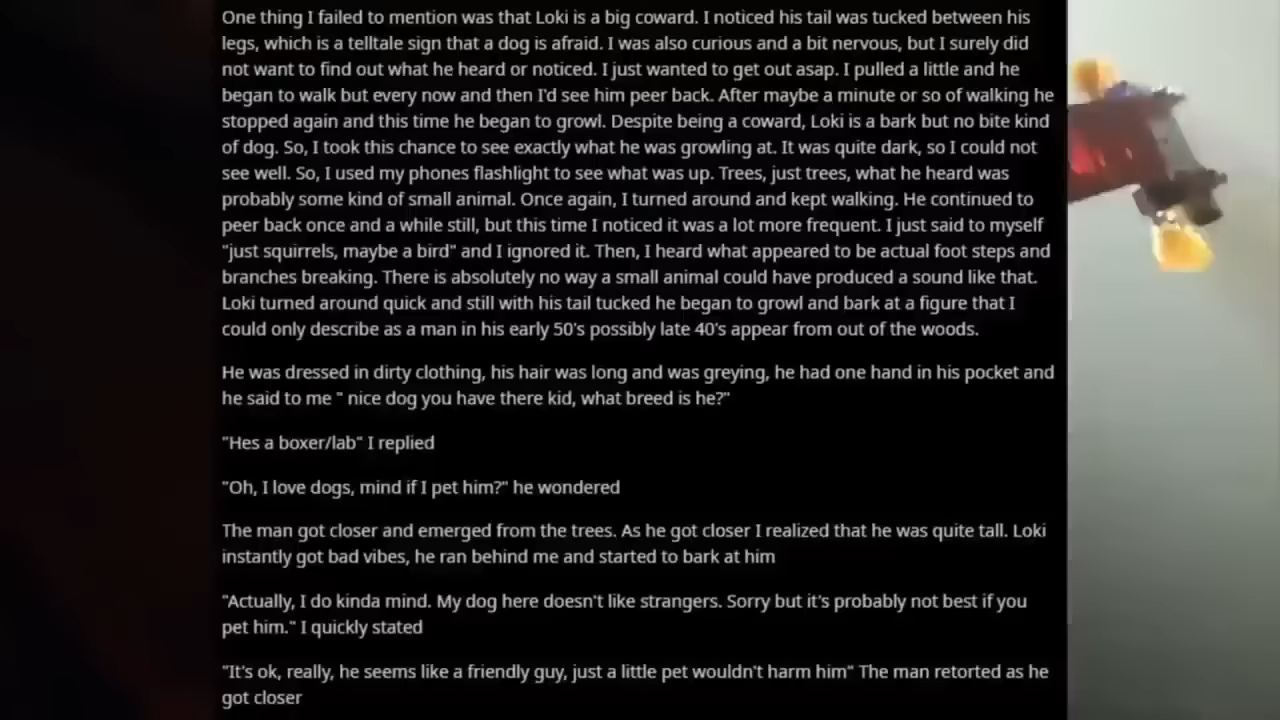 One thing I failed to mention was that Loki is a big coward. I noticed his tail was tucked between his
legs, which is a telltale sign that a dog is afraid. I was also curious and a bit nervous, but I surely did
not want to find out what he heard or noticed. I just wanted to get out asap. I pulled a little and he
began to walk but every now and then I'd see him peer back. After maybe a minute or so of walking he
stopped again and this time he began to growl. Despite being a coward, Loki is a bark but no bite kind
of dog. So, I took this chance to see exactly what he was growling at. It was quite dark, so I could not
see well. So, I used my phones flashlight to see what was up. Trees, just trees, what he heard was
probably some kind of small animal. Once again, I turned around and kept walking. He continued to
peer back once and a while still, but this time I noticed it was a lot more frequent. I just said to myself
"just squirrels, maybe a bird" and I ignored it. Then, I heard what appeared to be actual foot steps and
branches breaking. There is absolutely no way a small animal could have produced a sound like that.
Loki turned around quick and still with his tail tucked he began to growl and bark at a figure that I
could only describe as a man in his early 50's possibly late 40's appear from out of the woods.
He was dressed in dirty clothing, his hair was long and was greying, he had one hand in his pocket and
he said to me " nice dog you have there kid, what breed is he?"
"Hes a boxer/lab" I replied
"Oh, I love dogs, mind if I pet him?" he wondered
The man got closer and emerged from the trees. As he got closer I realized that he was quite tall. Loki
instantly got bad vibes, he ran behind me and started to bark at him
"Actually, I do kinda mind. My dog here doesn't like strangers. Sorry but it's probably not best if you
pet him." I quickly stated
"It's ok, really, he seems like a friendly guy, just a little pet wouldn't harm him" The man retorted as he
got closer